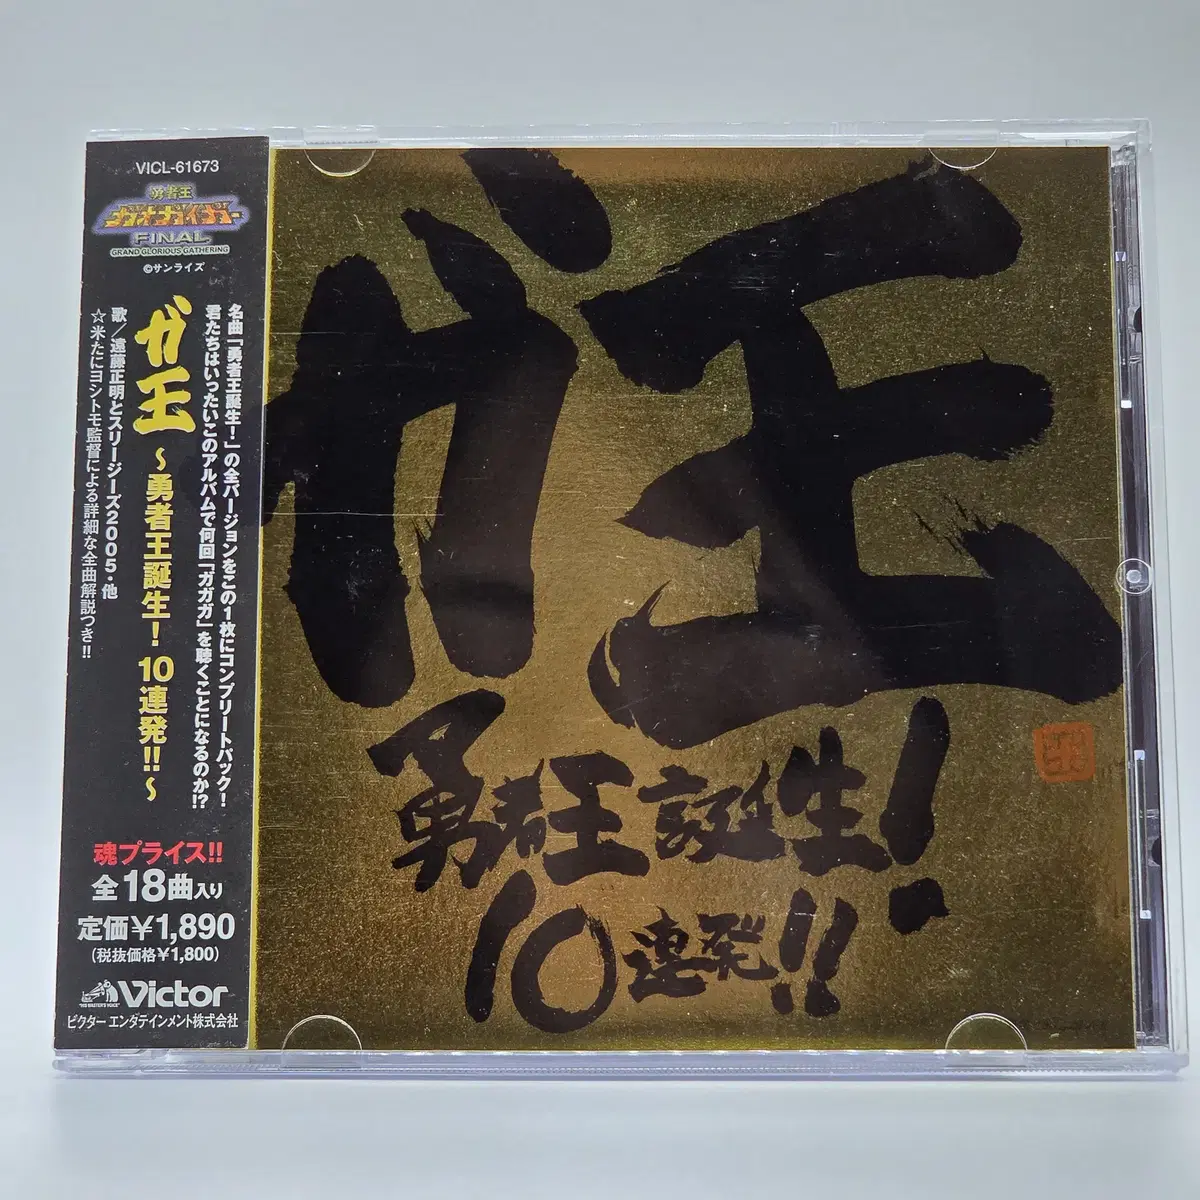 VICL-61673
勇者王
ガオガイガー
FINAL
GRAND GLORIOUS GATHERING
©サンライズ
名曲「勇者王誕生!」の全バージョンをこの1枚にコンプリートパック!
君たちはいったいこのアルバムで何回「ガガガ」を聴くことになるのか!?
ガ王
～勇者王誕生! 10連発!!～
歌／遠藤正明とスリージーズ2005・他
☆米たにヨシトモ監督による詳細な全曲解説つき!!
魂プライス!!
全18曲入り
定価¥1,890
(税抜価格¥1,800)
"HIS MASTER'S VOICE"
Victor
ビクター エンタテインメント株式会社
ガ王
勇者王誕生!
10連発!!